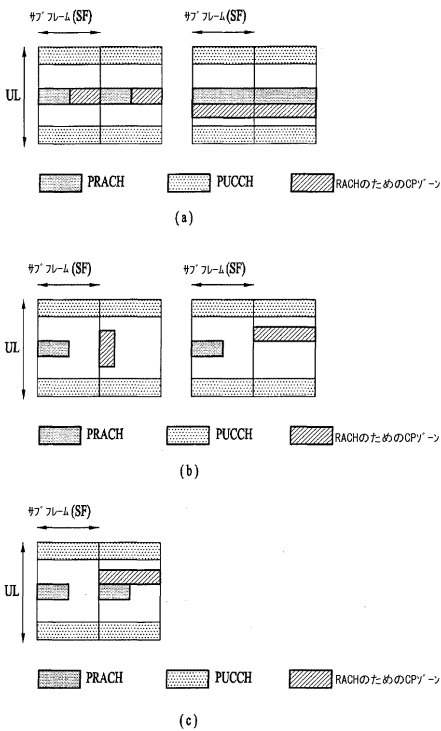 サブフレーム(SF) サブフレーム(SF)
UL
PRACH PUCCH RACHのためのCPゾーン
(a)
サブフレーム(SF) サブフレーム(SF)
UL
PRACH PUCCH RACHのためのCPゾーン
(b)
サブフレーム(SF)
UL
PRACH PUCCH RACHのためのCPゾーン
(c)